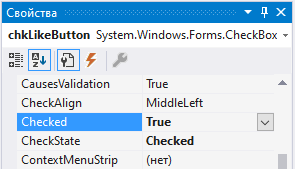 Свойства
chkLikeButton System.Windows.Forms.CheckBox
CausesValidation True
CheckAlign MiddleLeft
Checked True
CheckState Checked
ContextMenuStrip (нет)